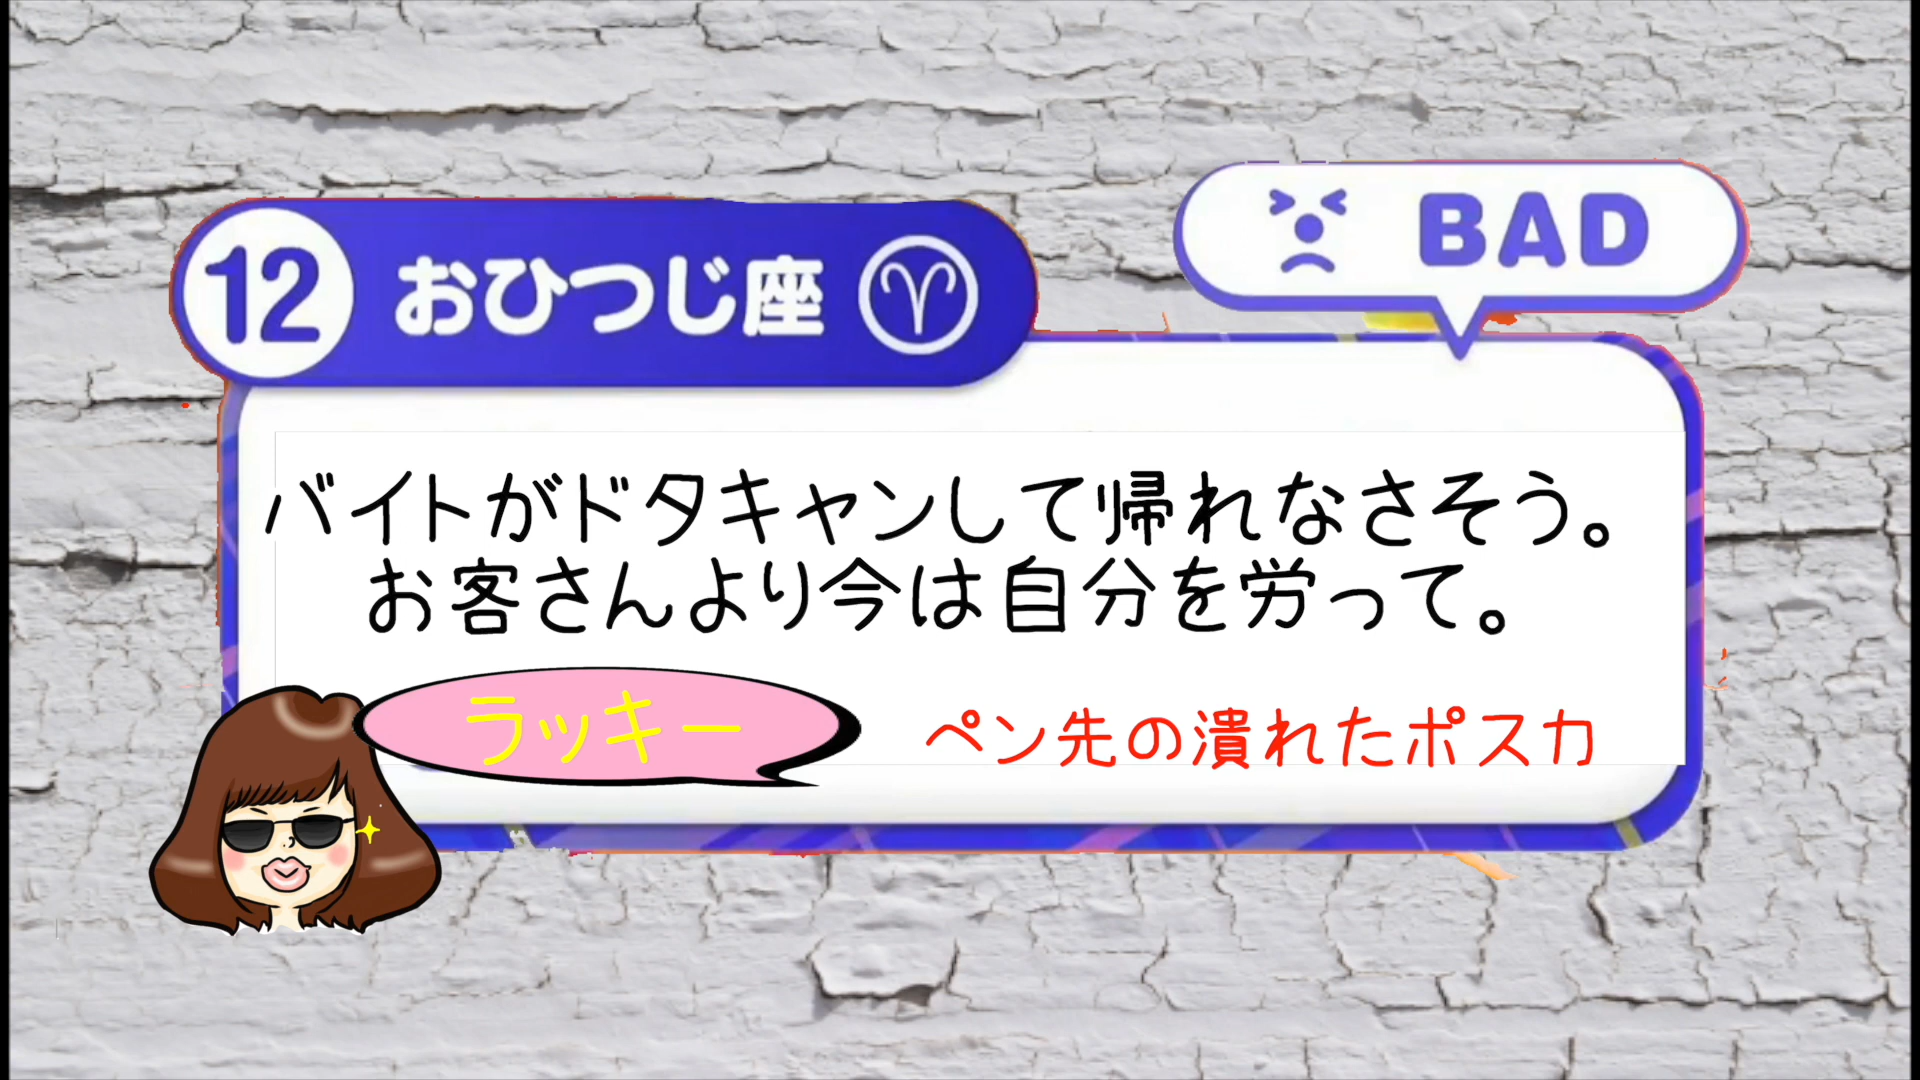 12 おひつじ座
BAD
バイトがドタキャンして帰れなさそう。
お客さんより今は自分を労って。
ラッキー
ペン先の潰れたポスカ